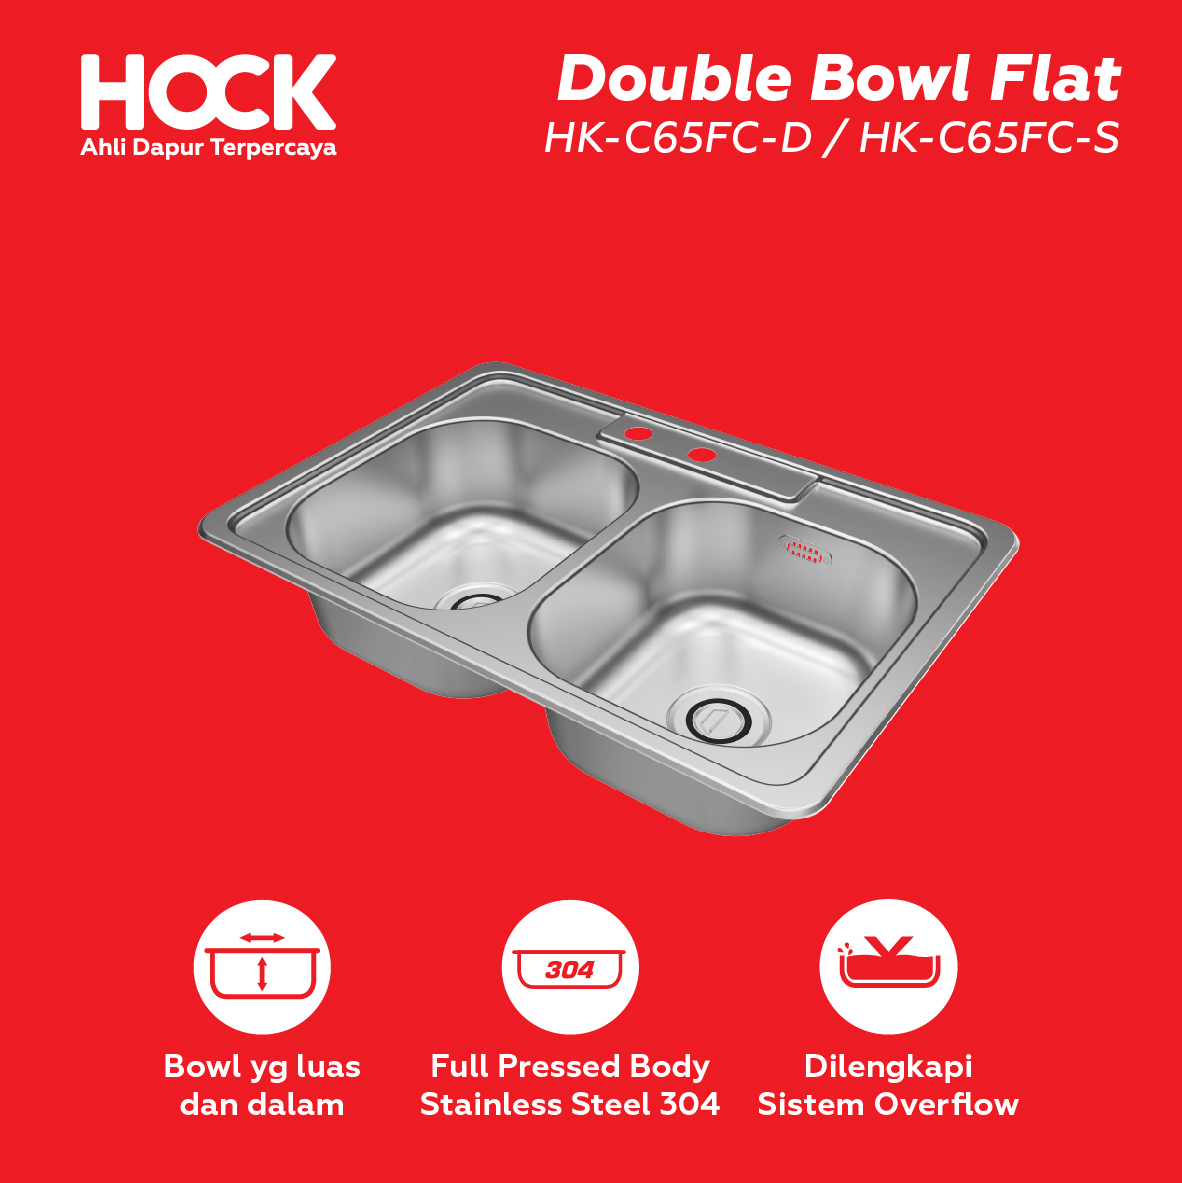 HOCK
Ahli Dapur Terpercaya
Double Bowl Flat
HK-C65FC-D / HK-C65FC-S
304
Bowl yg luas
dan dalam
Full Pressed Body
Stainless Steel 304
Dilengkapi
Sistem Overflow